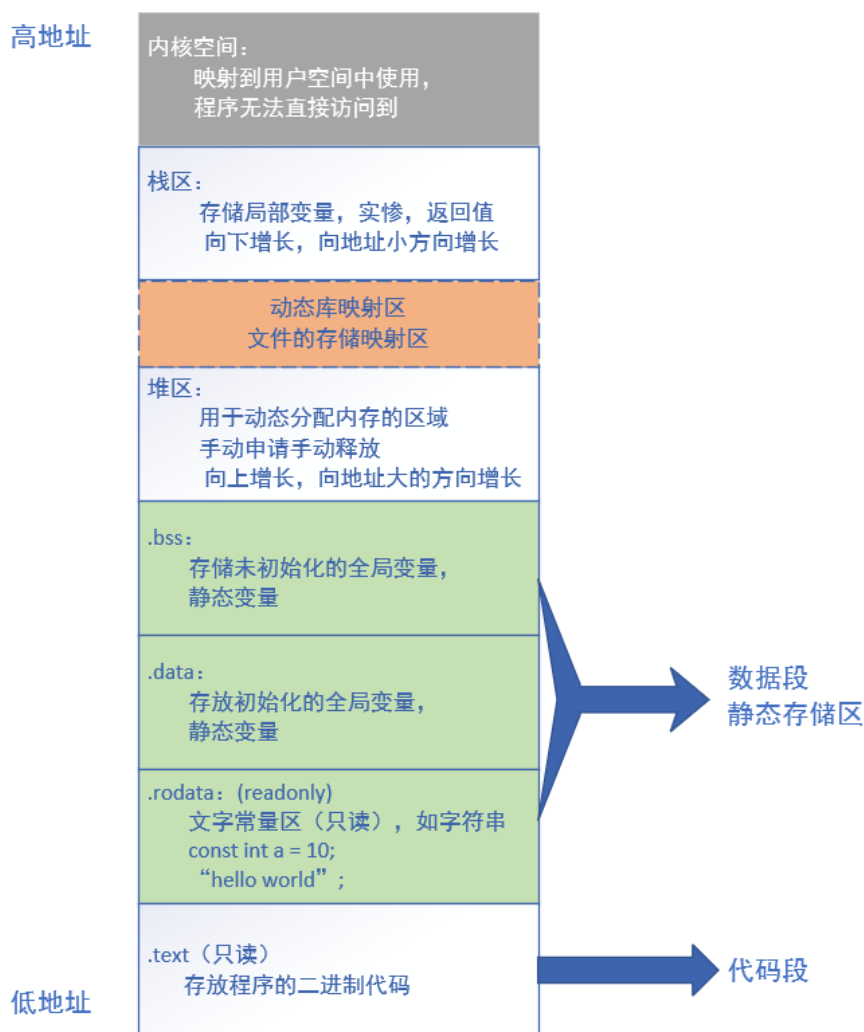 高地址
内核空间：
映射到用户空间中使用，
程序无法直接访问到
栈区：
存储局部变量，实惨，返回值
向下增长，向地址小方向增长
动态库映射区
文件的存储映射区
堆区：
用于动态分配内存的区域
手动申请手动释放
向上增长，向地址大的方向增长
.bss：
存储未初始化的全局变量，
静态变量
.data：
存放初始化的全局变量，
静态变量
数据段
静态存储区
.rodata：(readonly)
文字常量区（只读），如字符串
const int a = 10;
“hello world”；
.text（只读）
存放程序的二进制代码
代码段
低地址